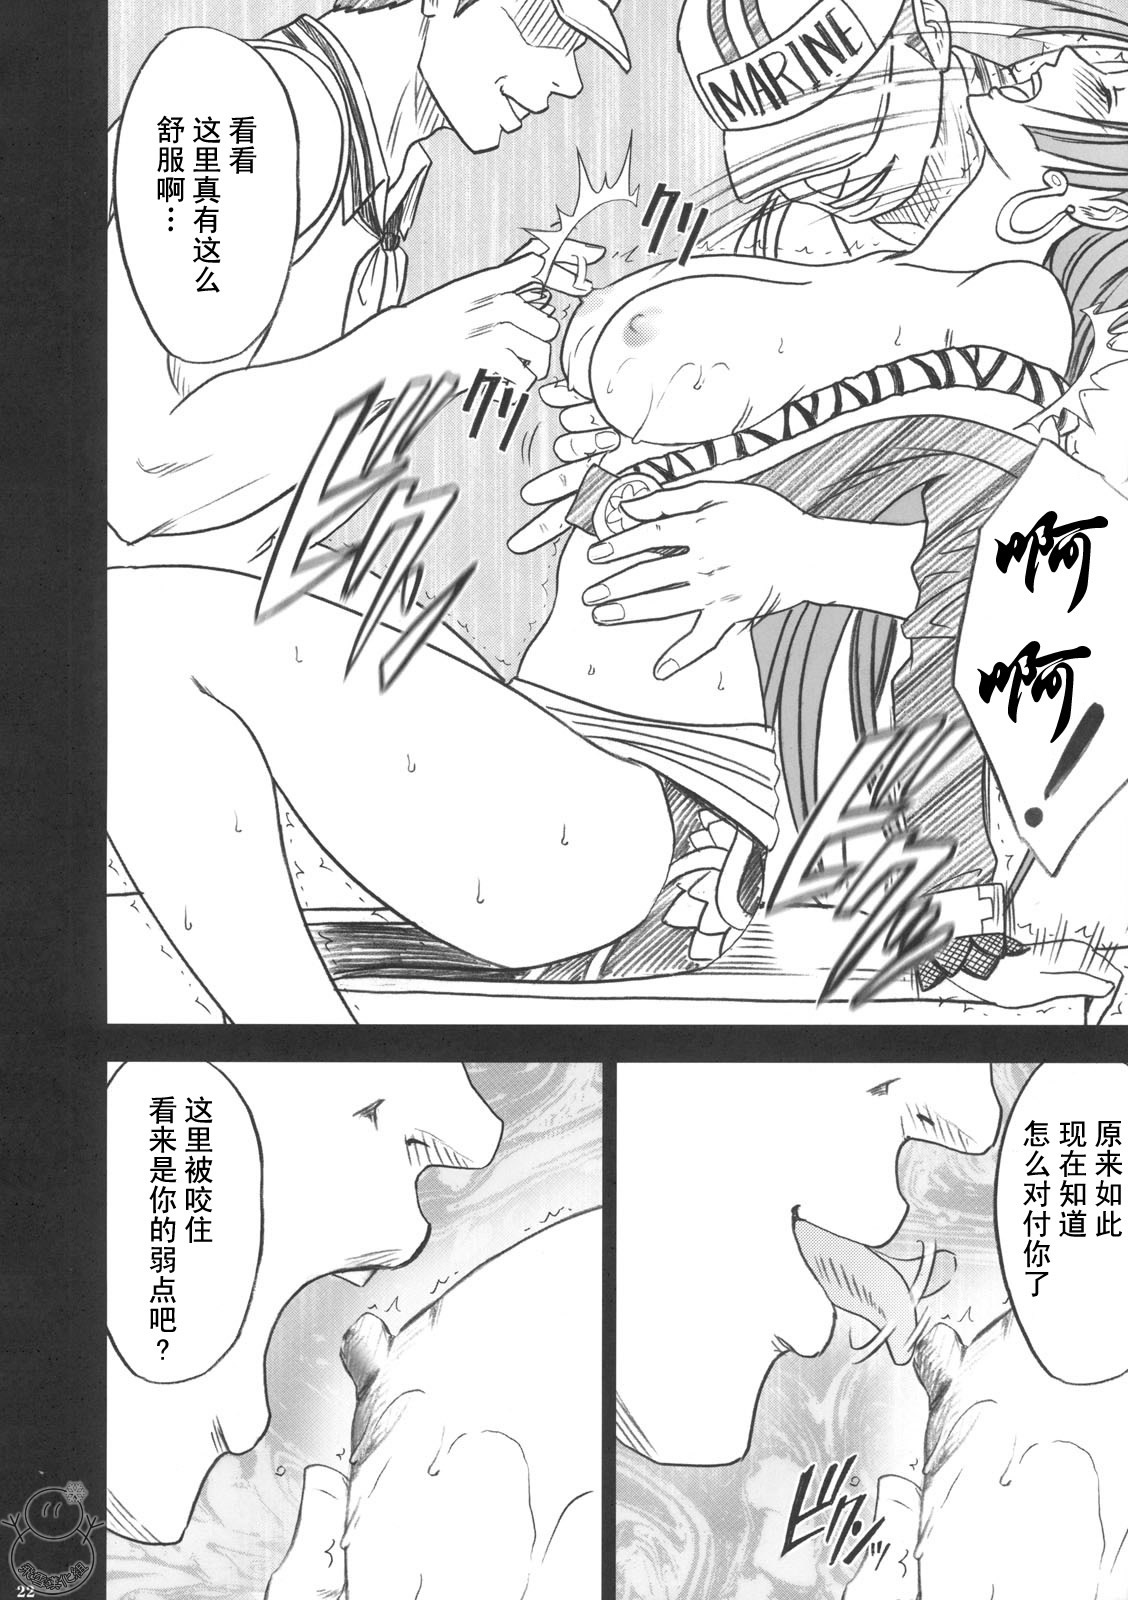 MARINE
看看
这里真有这么
舒服啊…
クリ
クリ
ビクン
啊
啊
!
ビクン
原来如此
现在知道
怎么对付你了
ビクン
这里被咬住
看来是你的弱点吧?
22